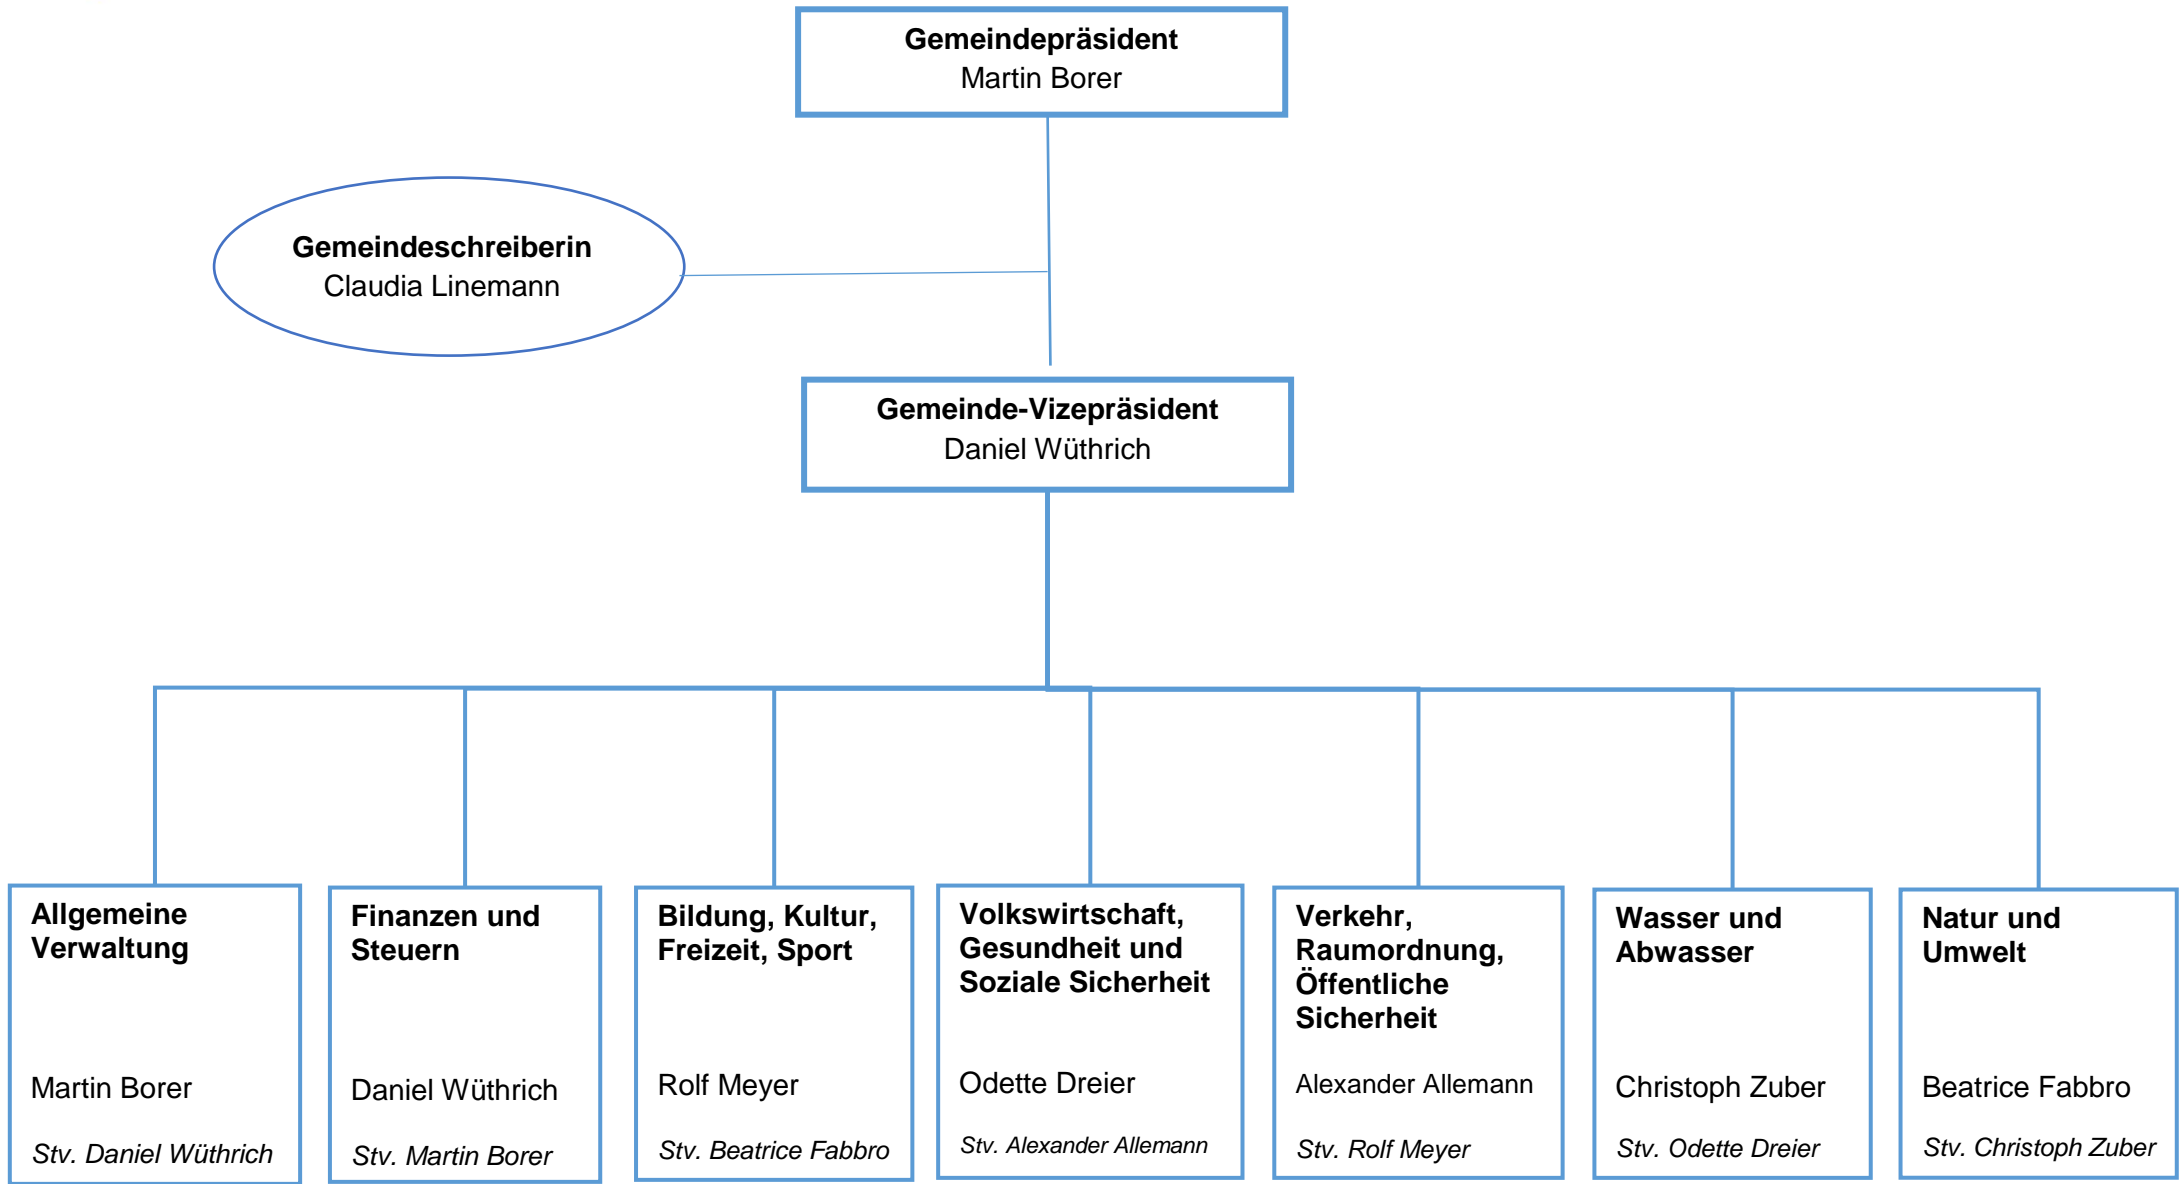 Gemeindepräsident
Martin Borer
Gemeindeschreiberin
Claudia Linemann
Gemeinde-Vizepräsident
Daniel Wüthrich
Allgemeine
Verwaltung
Martin Borer
Stv. Daniel Wüthrich
Finanzen und
Steuern
Daniel Wüthrich
Stv. Martin Borer
Bildung, Kultur,
Freizeit, Sport
Rolf Meyer
Stv. Beatrice Fabbro
Volkswirtschaft,
Gesundheit und
Soziale Sicherheit
Odette Dreier
Stv. Alexander Allemann
Verkehr,
Raumordnung,
Öffentliche
Sicherheit
Alexander Allemann
Stv. Rolf Meyer
Wasser und
Abwasser
Christoph Zuber
Stv. Odette Dreier
Natur und
Umwelt
Beatrice Fabbro
Stv. Christoph Zuber